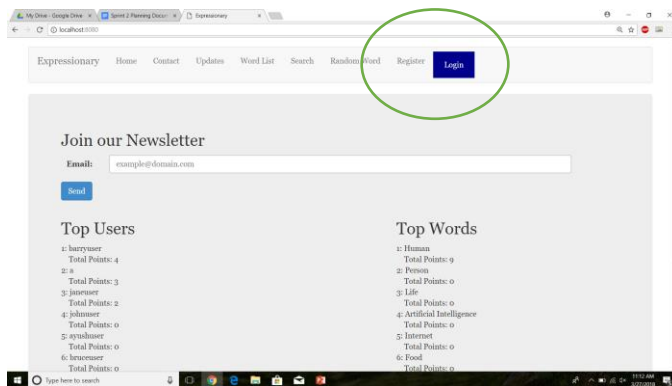 My Drive - Google Drive
Sprint 2 Planning Docum
Expressionary
localhost:8080
Expressionary Home Contact Updates Word List Search Random Word Register Login
Join our Newsletter
Email: example@domain.com
Send
Top Users
1: barryuser
Total Points: 4
2: a
Total Points: 3
3: janeuser
Total Points: 2
4: johnuser
Total Points: 0
5: ayushuser
Total Points: 0
6: bruceuser
Total Points: 0
Top Words
1: Human
Total Points: 9
2: Person
Total Points: 0
3: Life
Total Points: 0
4: Artificial Intelligence
Total Points: 0
5: Internet
Total Points: 0
6: Food
Total Points: 0
Type here to search
11:12 AM
3/27/2018